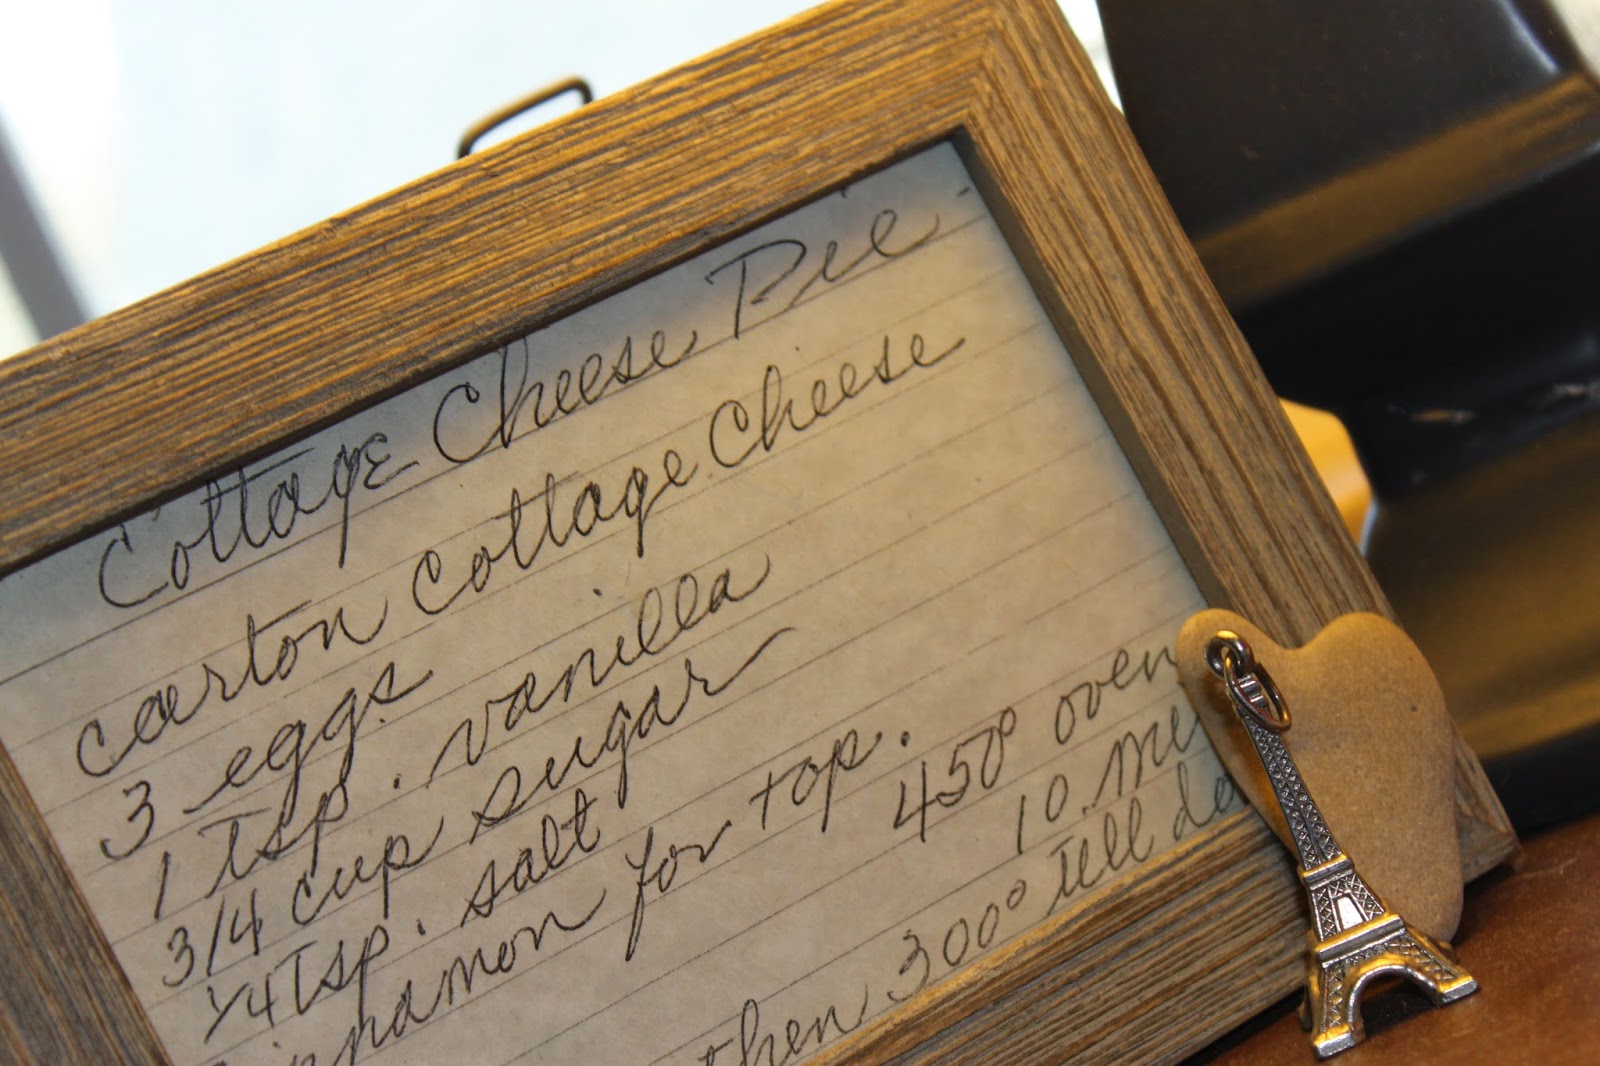 Cottage Cheese Pie
carton cottage Cheese
3 eggs
1 Tsp. vanilla
3/4 cup sugar
1/4 Tsp. salt
cinnamon for top.
450° oven
10
then 300° till